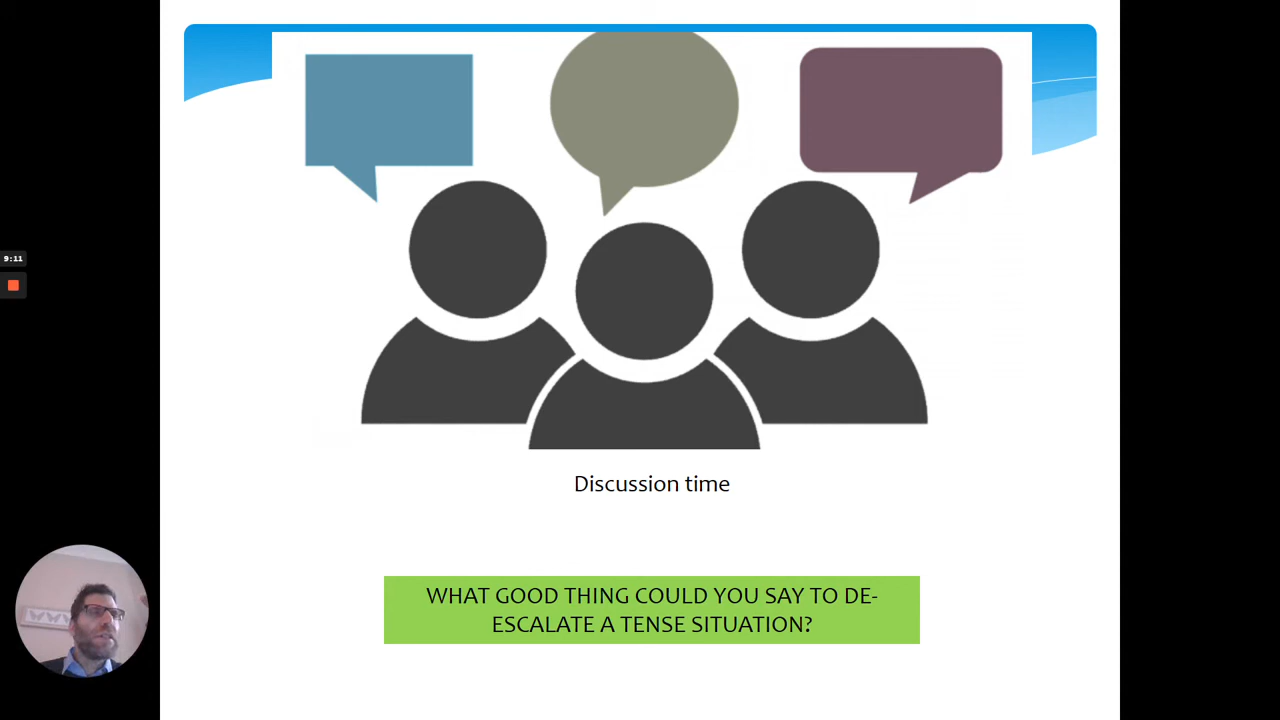 9:11
Discussion time
WHAT GOOD THING COULD YOU SAY TO DE-
ESCALATE A TENSE SITUATION?